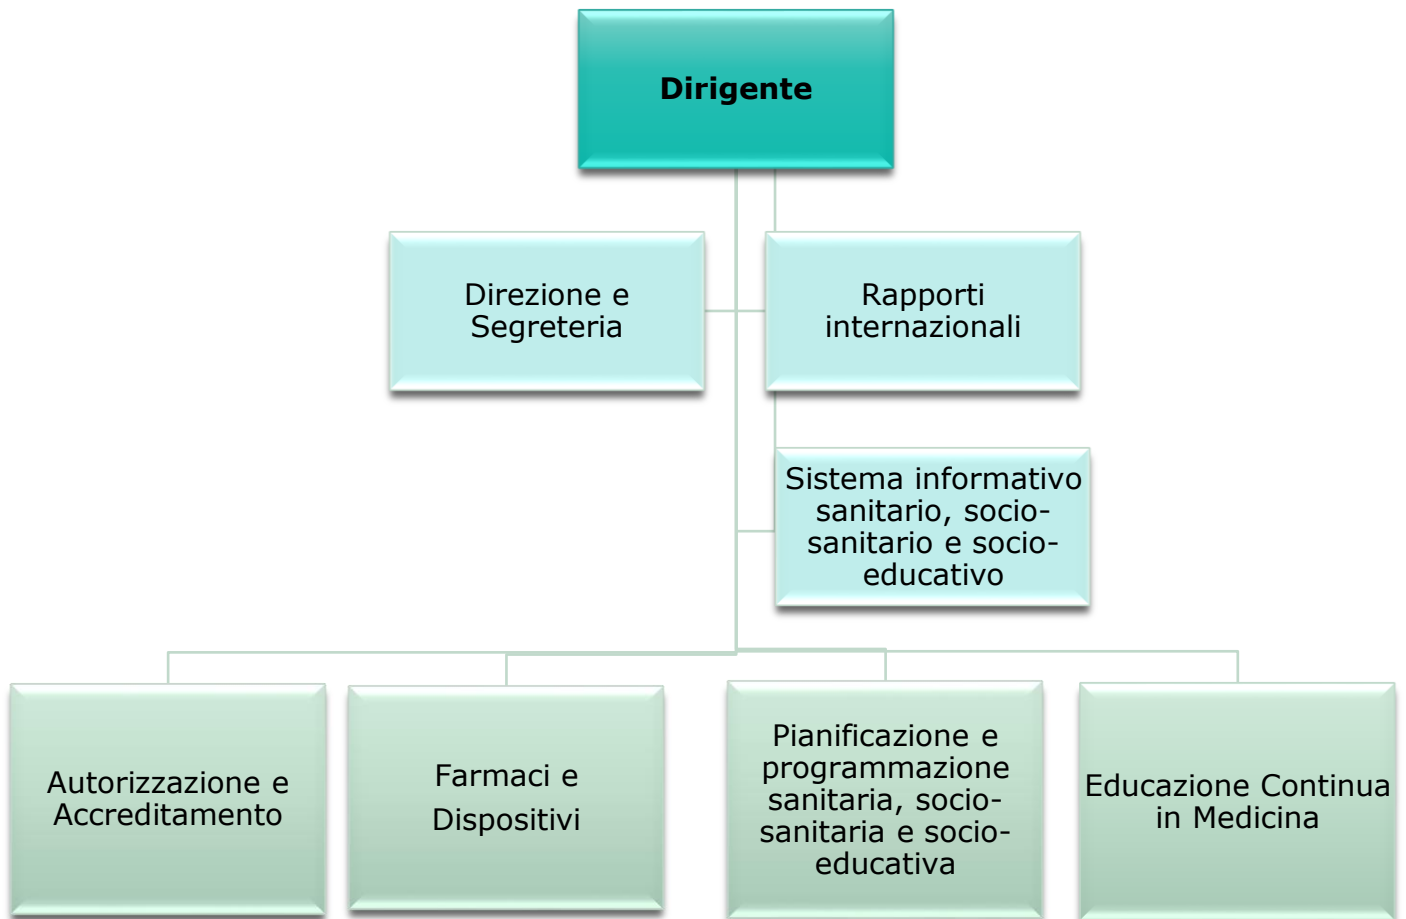 Dirigente
Direzione e
Segreteria
Rapporti
internazionali
Sistema informativo
sanitario, socio-
sanitario e socio-
educativo
Autorizzazione e
Accreditamento
Farmaci e
Dispositivi
Pianificazione e
programmazione
sanitaria, socio-
sanitaria e socio-
educativa
Educazione Continua
in Medicina